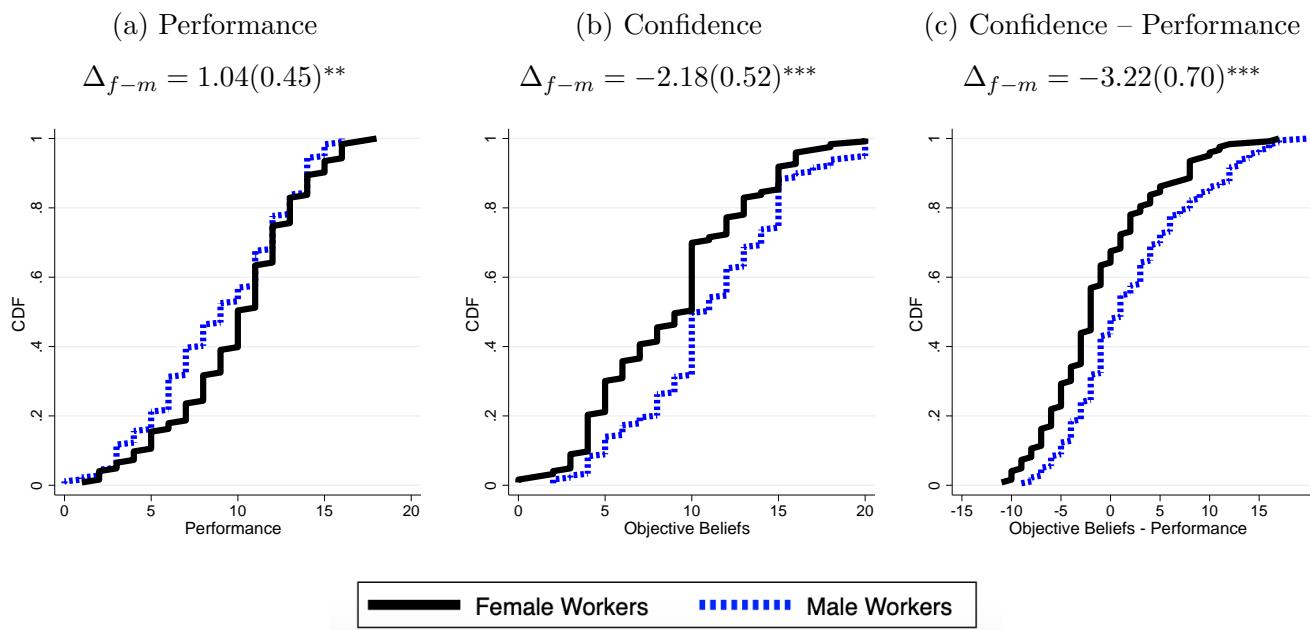 (a) Performance
Δf−m = 1.04(0.45)**
CDF
0 .2 .4 .6 .8 1
0 5 10 15 20
Performance
(b) Confidence
Δf−m = −2.18(0.52)***
CDF
0 .2 .4 .6 .8 1
0 5 10 15 20
Objective Beliefs
(c) Confidence – Performance
Δf−m = −3.22(0.70)***
CDF
0 .2 .4 .6 .8 1
-15 -10 -5 0 5 10 15
Objective Beliefs - Performance
Female Workers Male Workers